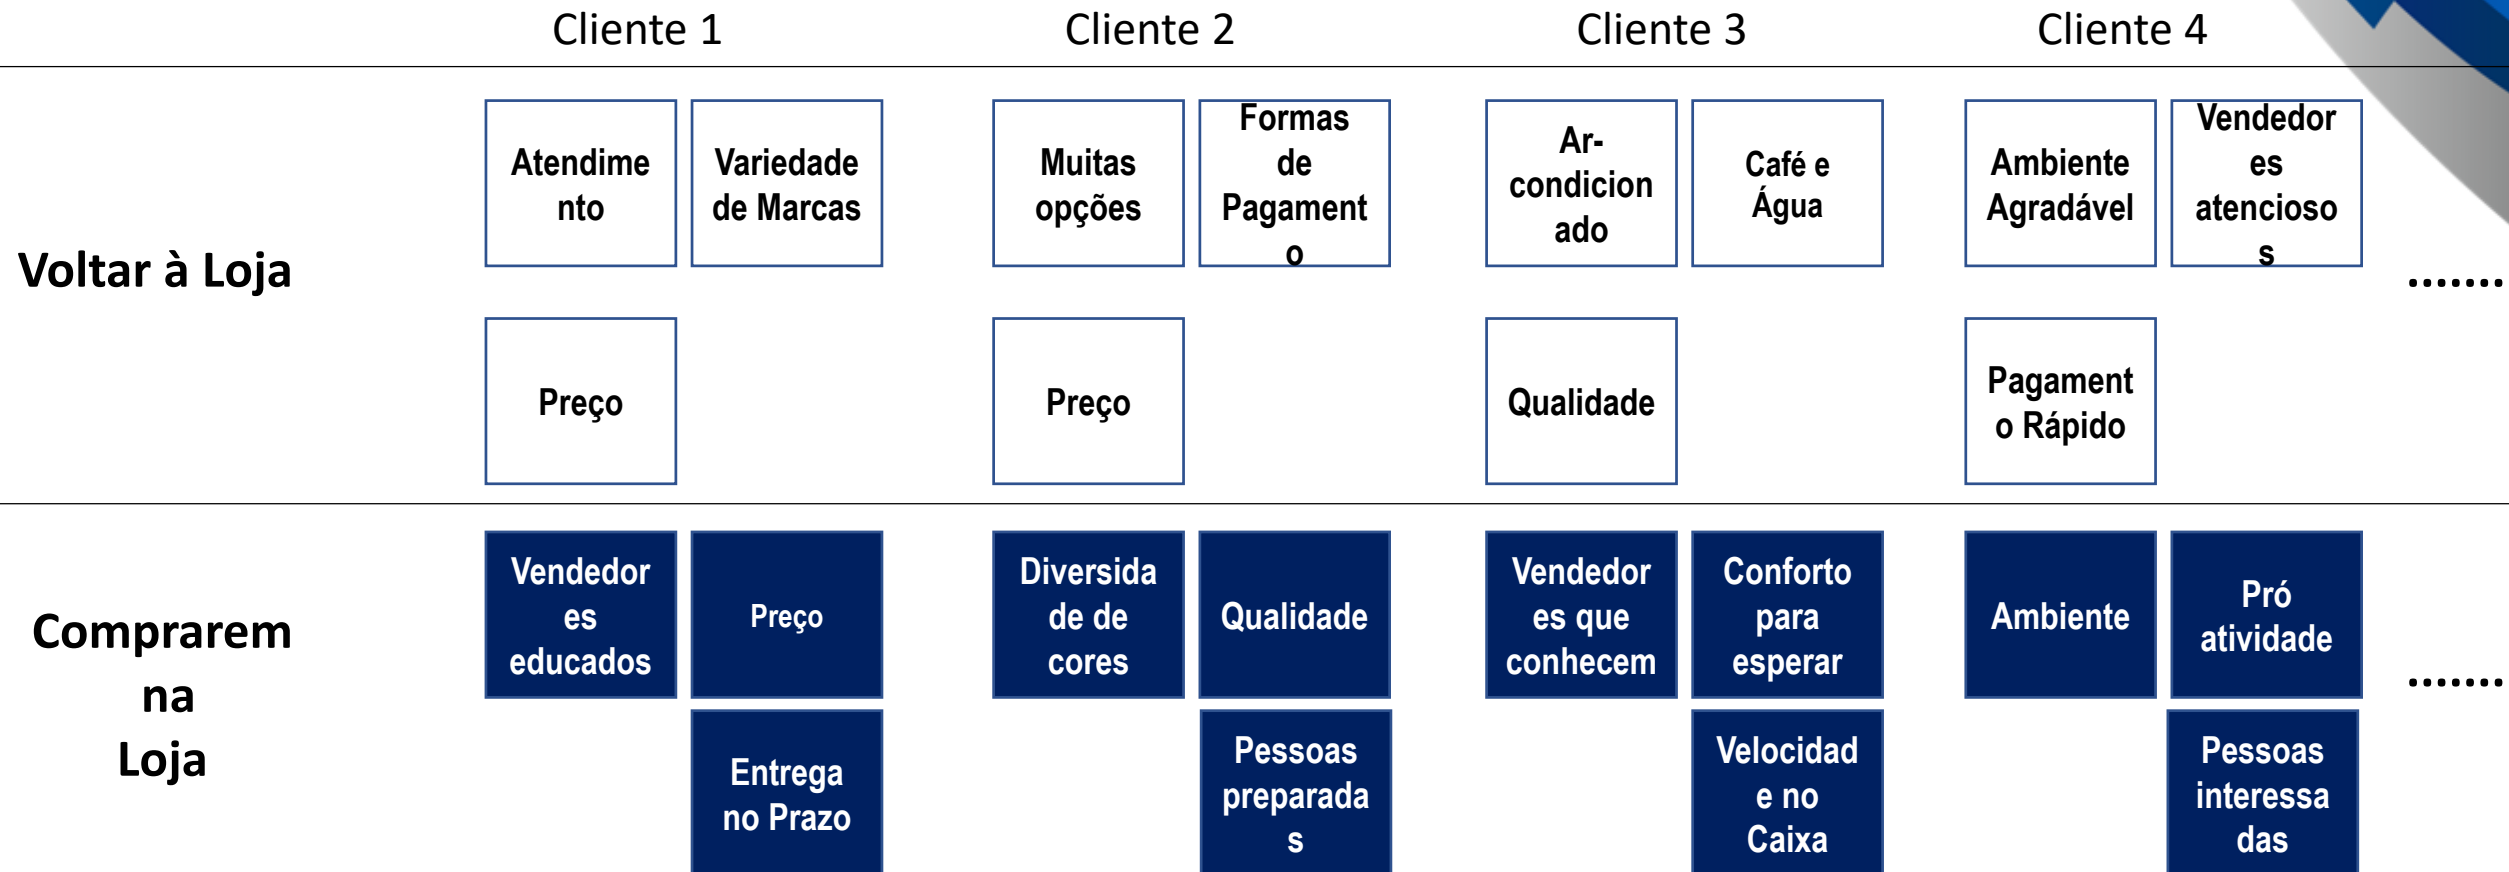 Cliente 1
Cliente 2
Cliente 3
Cliente 4
Voltar à Loja
Atendime
nto
Variedade
de Marcas
Muitas
opções
Formas
de
Pagament
o
Ar-
condicion
ado
Café e
Água
Ambiente
Agradável
Vendedor
es
atencioso
s
.......
Preço
Preço
Qualidade
Pagament
o Rápido
Comprarem
na
Loja
Vendedor
es
educados
Preço
Diversida
de de
cores
Qualidade
Vendedor
es que
conhecem
Conforto
para
esperar
Ambiente
Pró
atividade
.......
Entrega
no Prazo
Pessoas
preparada
s
Velocidad
e no
Caixa
Pessoas
interessa
das